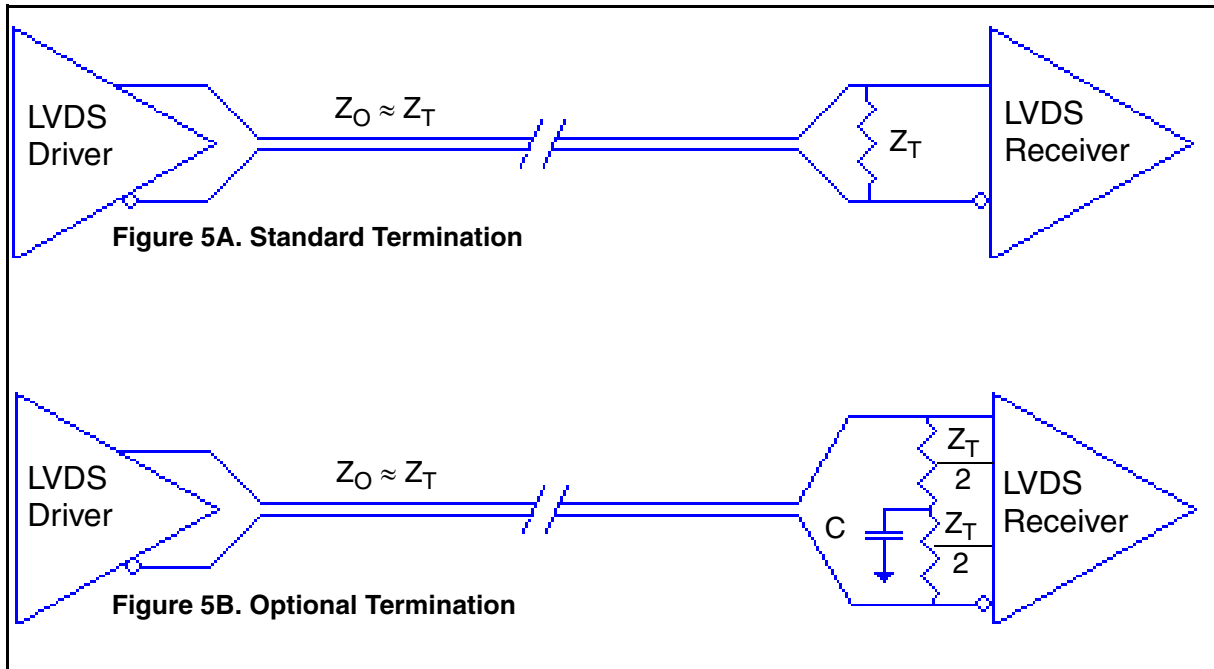 LVDS
Driver
Z_O ≈ Z_T
Z_T
LVDS
Receiver
Figure 5A. Standard Termination
LVDS
Driver
Z_O ≈ Z_T
C
Z_T
2
Z_T
2
LVDS
Receiver
Figure 5B. Optional Termination